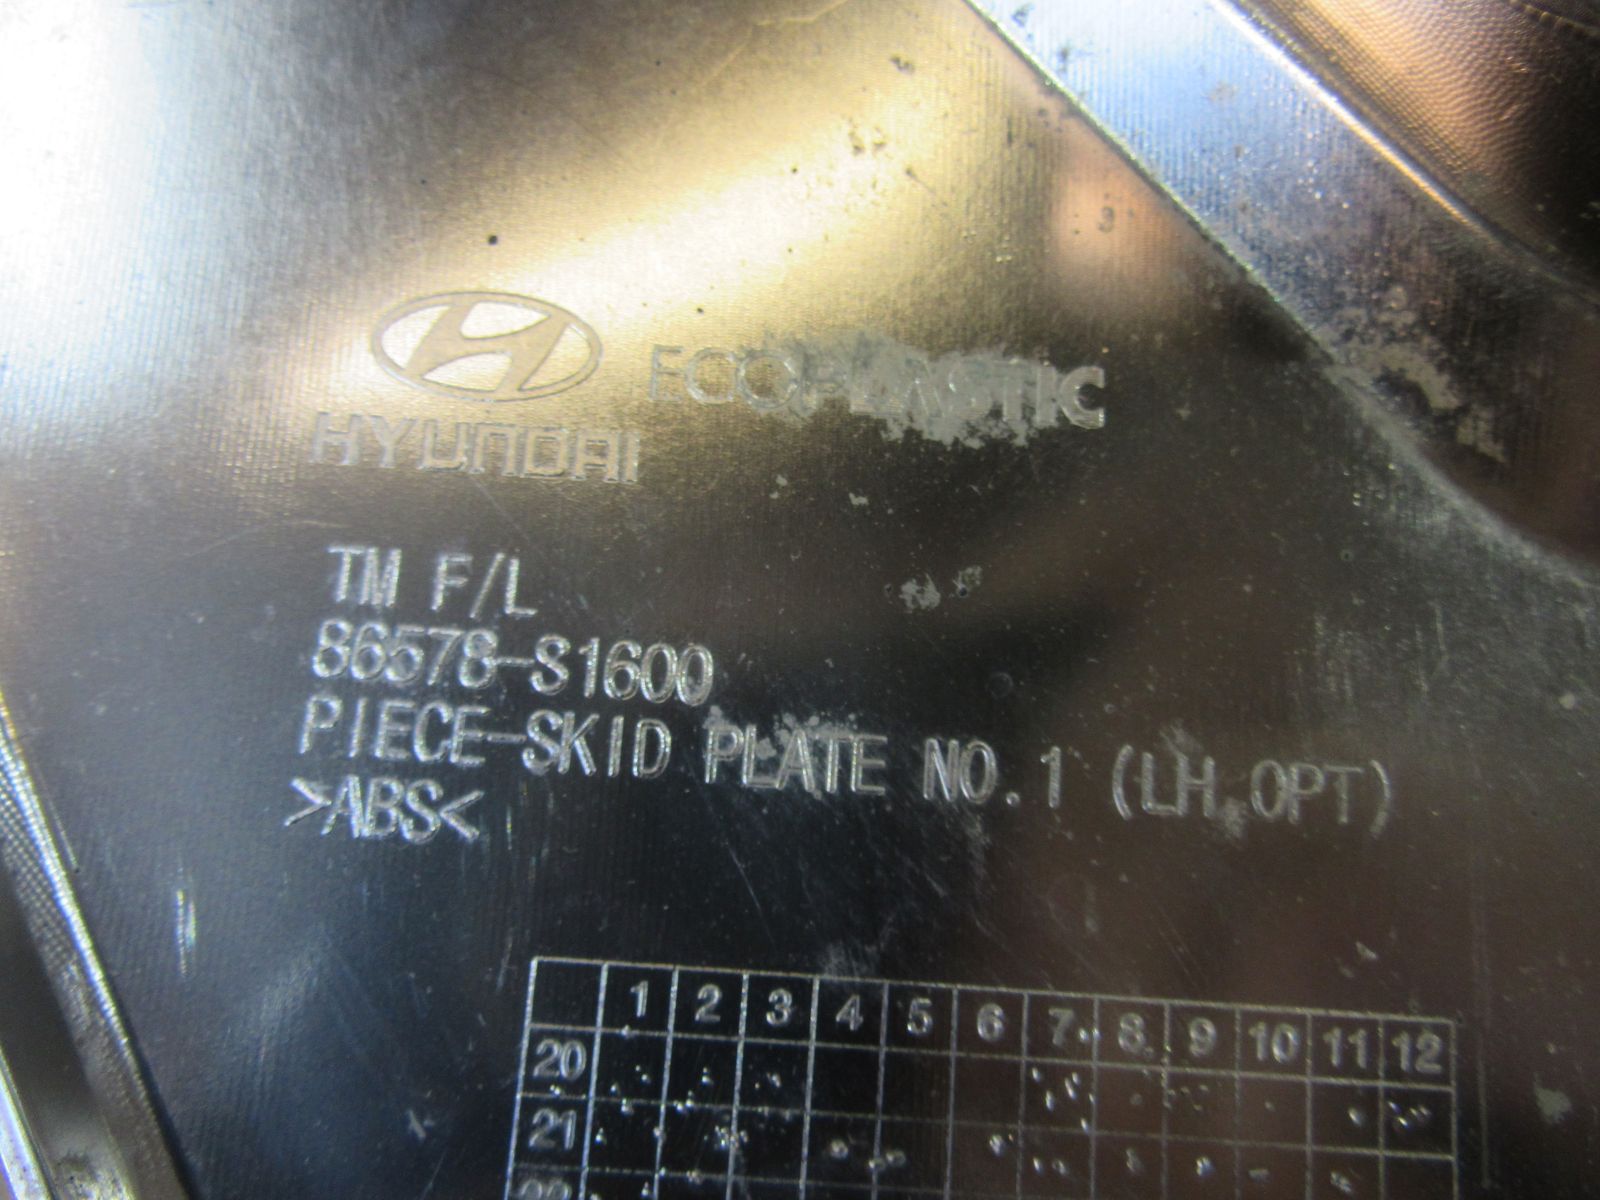 HYUNDAI
ECOPLASTIC
TM F/L
86578-S1600
PIECE-SKID PLATE NO.1 (LH,OPT)
>ABS<
1 2 3 4 5 6 7 8 9 10 11 12
20
21